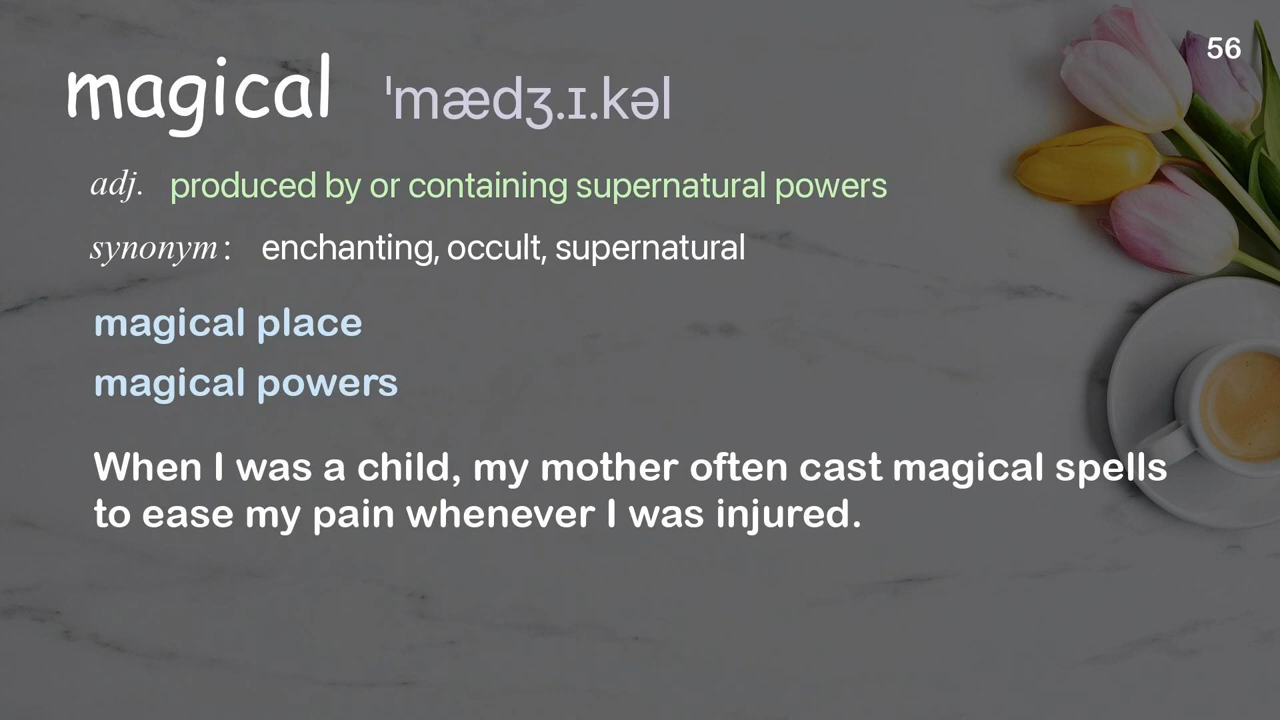 56
magical ˈmædʒ.ɪ.kəl
adj. produced by or containing supernatural powers
synonym: enchanting, occult, supernatural
magical place
magical powers
When I was a child, my mother often cast magical spells
to ease my pain whenever I was injured.